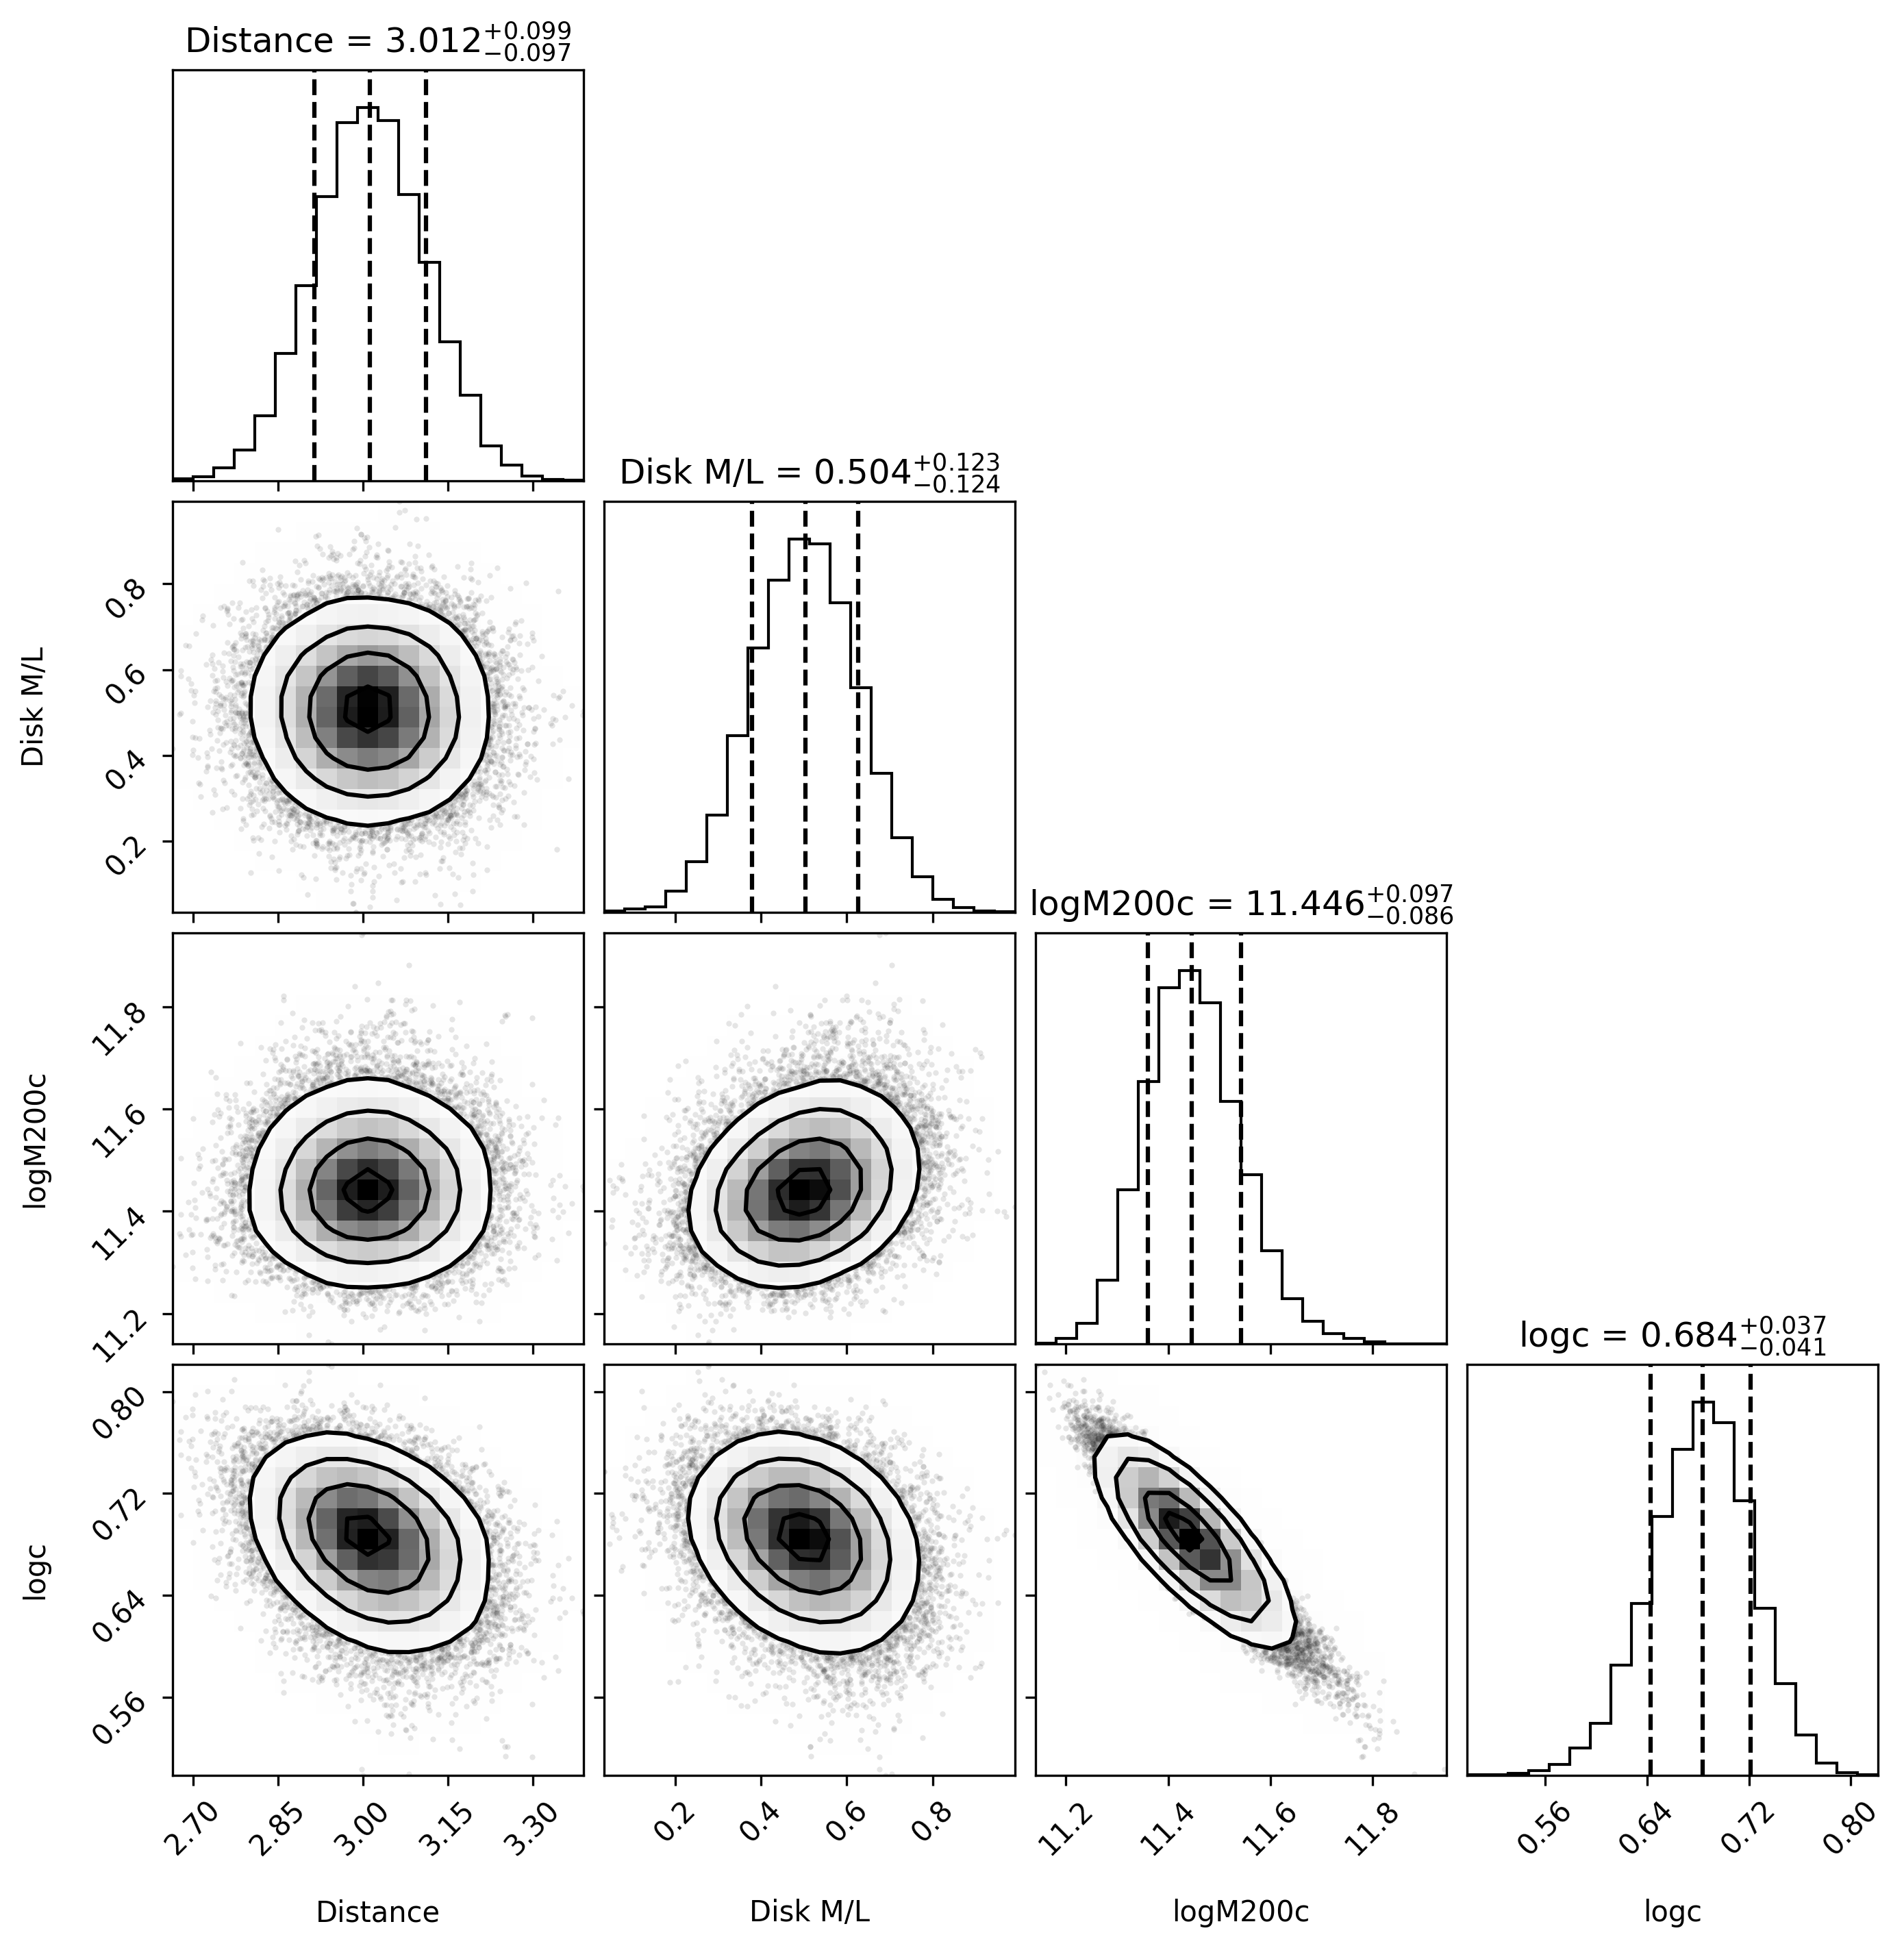 Distance = 3.012+0.099−0.097
Disk M/L = 0.504+0.123−0.124
0.8
0.6
0.4
0.2
Disk M/L
logM200c = 11.446+0.097−0.086
11.8
11.6
11.4
11.2
logM200c
logc = 0.684+0.037−0.041
0.80
0.72
0.64
0.56
logc
2.70 2.85 3.00 3.15 3.30
0.2 0.4 0.6 0.8
11.2 11.4 11.6 11.8
0.56 0.64 0.72 0.80
Distance
Disk M/L
logM200c
logc